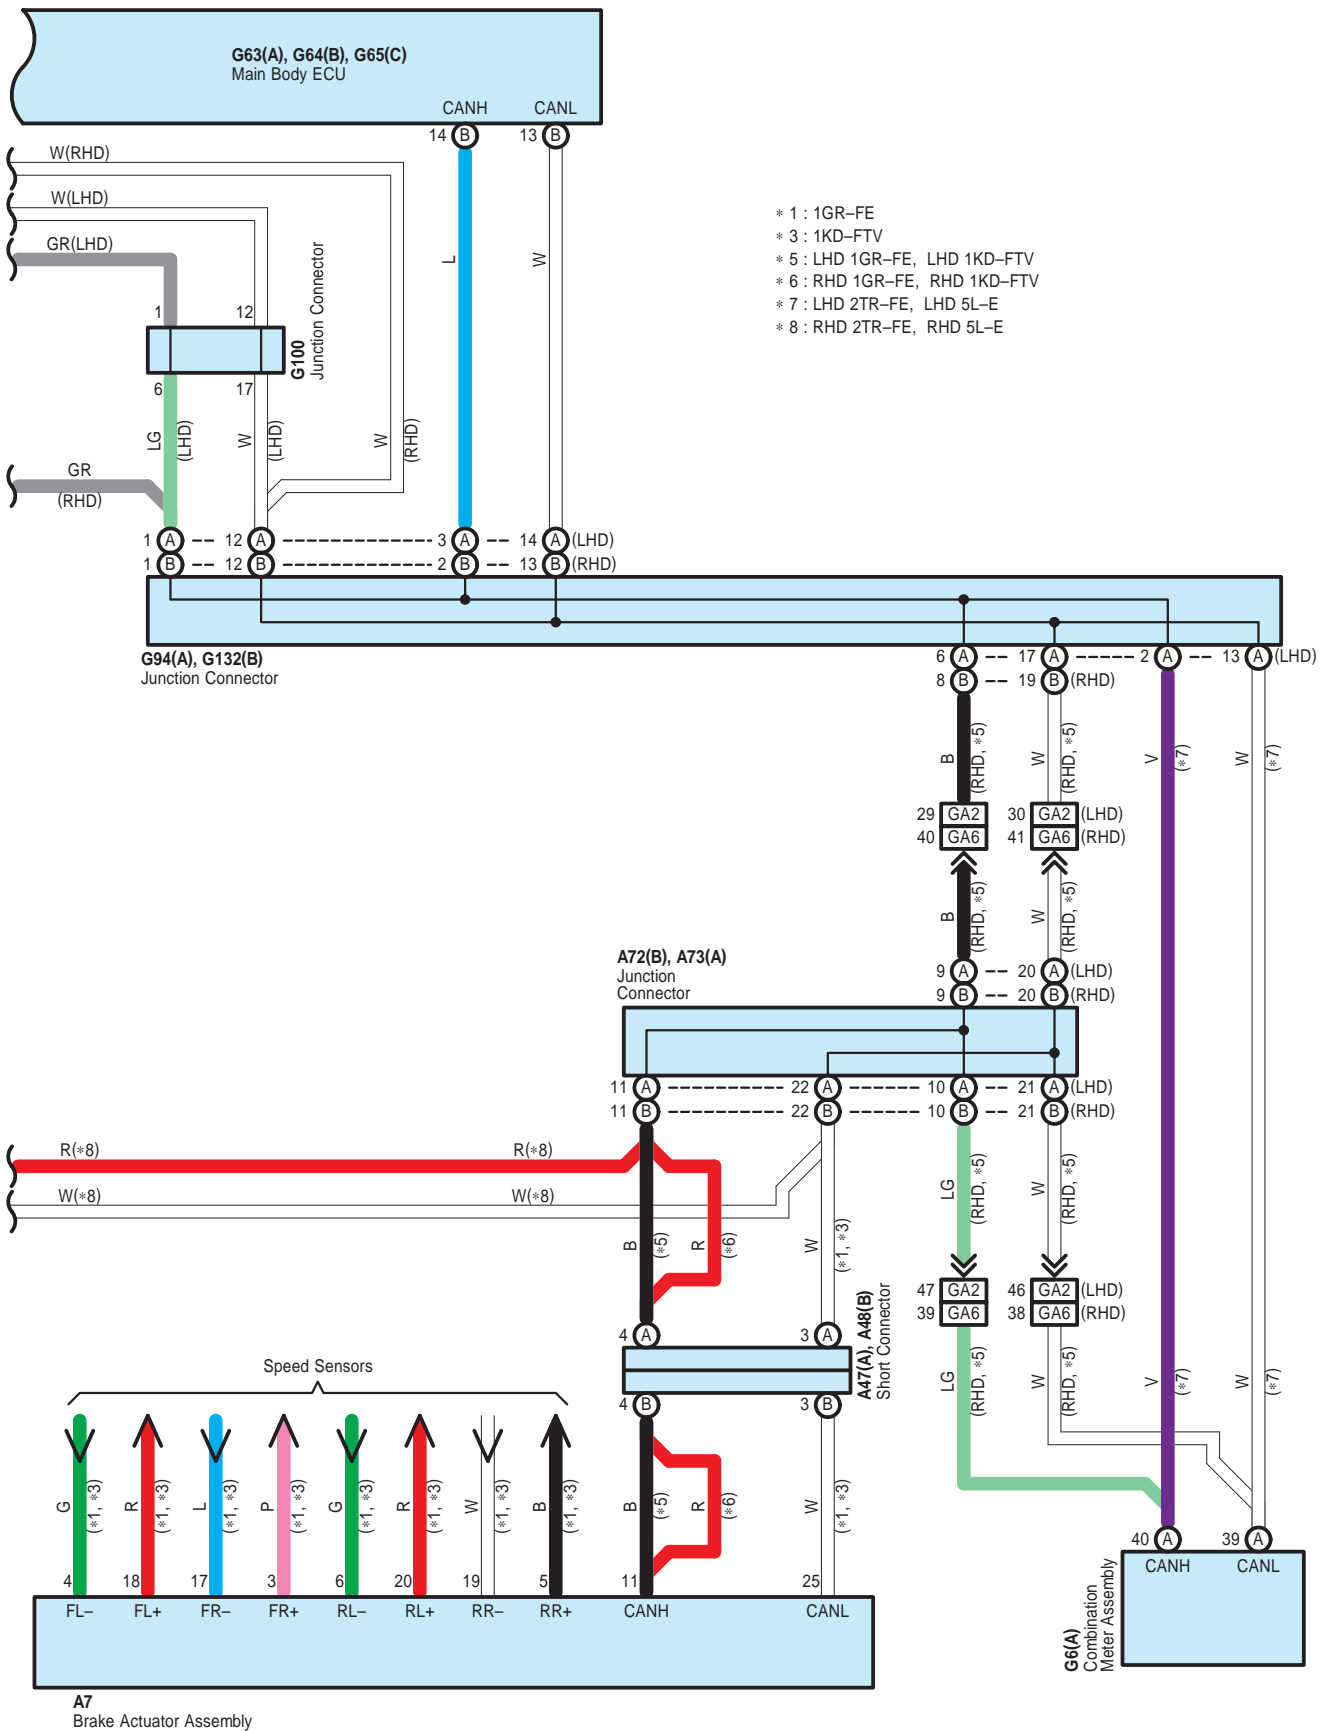 G63(A), G64(B), G65(C)
Main Body ECU
CANH CANL
14 B 13 B
W(RHD)
W(LHD)
GR(LHD)
L
W
* 1 : 1GR–FE
* 3 : 1KD–FTV
* 5 : LHD 1GR–FE, LHD 1KD–FTV
* 6 : RHD 1GR–FE, RHD 1KD–FTV
* 7 : LHD 2TR–FE, LHD 5L–E
* 8 : RHD 2TR–FE, RHD 5L–E
1 12
G100
Junction Connector
6 17
LG
(LHD)
W
(LHD)
W
(RHD)
GR
(RHD)
1 A 12 A 3 A 14 A (LHD)
1 B 12 B 2 B 13 B (RHD)
G94(A), G132(B)
Junction Connector
6 A 17 A 2 A 13 A (LHD)
8 B 19 B (RHD)
B
(RHD, *5)
W
(RHD, *5)
V
(*7)
W
(*7)
29 GA2 30 GA2 (LHD)
40 GA6 41 GA6 (RHD)
B
(RHD, *5)
W
(RHD, *5)
A72(B), A73(A)
Junction
Connector
9 A 20 A (LHD)
9 B 20 B (RHD)
11 A 22 A 10 A 21 A (LHD)
11 B 22 B 10 B 21 B (RHD)
R(*8) R(*8)
W(*8) W(*8)
B
(*5)
R
(*6)
W
(*1, *3)
LG
(RHD, *5)
W
(RHD, *5)
47 GA2 46 GA2 (LHD)
39 GA6 38 GA6 (RHD)
4 A 3 A
A47(A), A48(B)
Short Connector
4 B 3 B
LG
(RHD, *5)
W
(RHD, *5)
V
(*7)
W
(*7)
Speed Sensors
G
(*1, *3)
R
(*1, *3)
L
(*1, *3)
P
(*1, *3)
G
(*1, *3)
R
(*1, *3)
W
(*1, *3)
B
(*1, *3)
B
(*5)
R
(*6)
W
(*1, *3)
4 18 17 3 6 20 19 5 11 25
FL– FL+ FR– FR+ RL– RL+ RR– RR+ CANH CANL
A7
Brake Actuator Assembly
40 A 39 A
CANH CANL
G6(A)
Combination
Meter Assembly